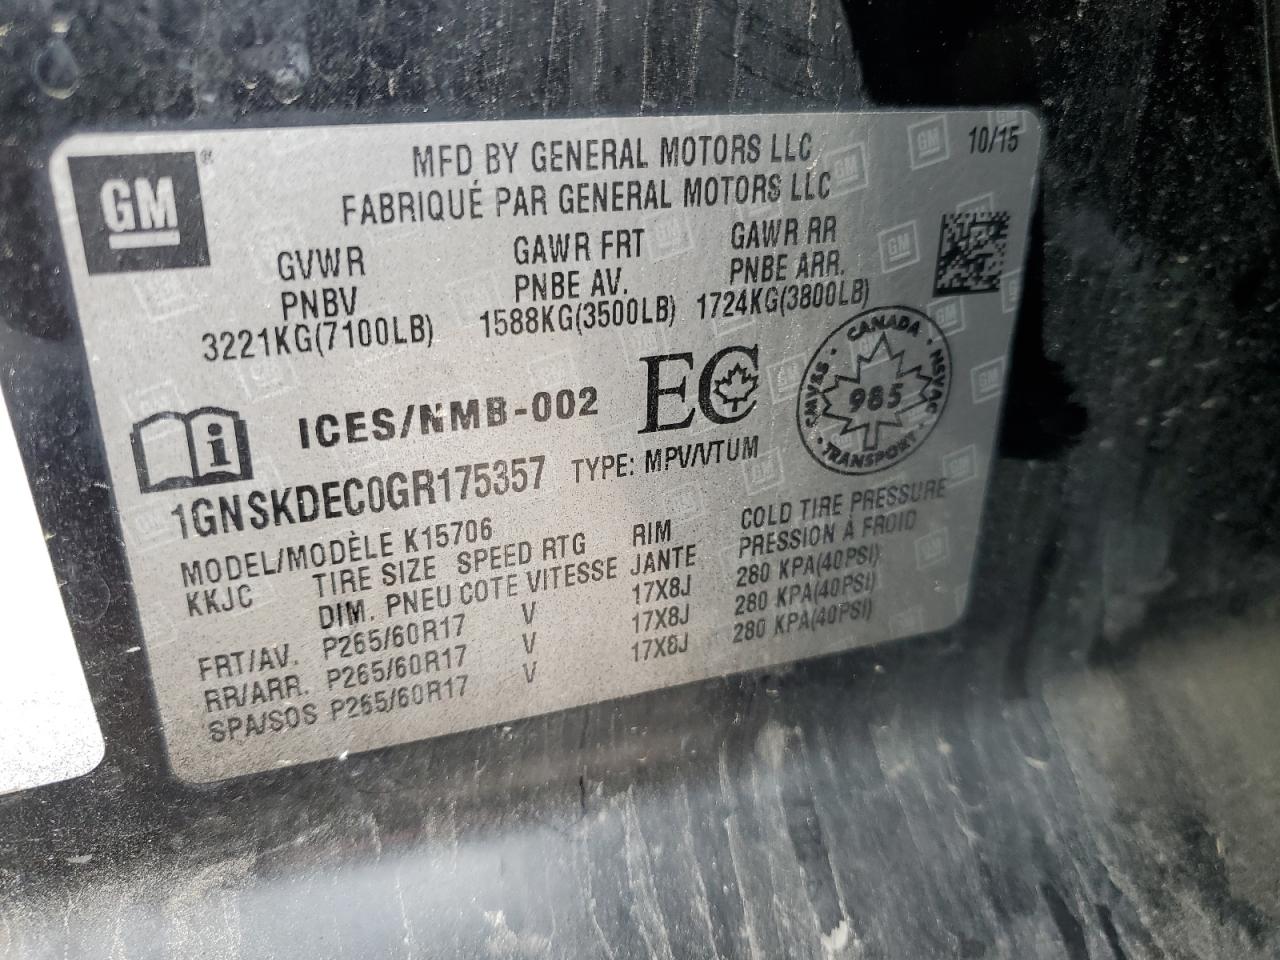 GM
®
MFD BY GENERAL MOTORS LLC
10/15
FABRIQUÉ PAR GENERAL MOTORS LLC
GVWR GAWR FRT GAWR RR
PNBV PNBE AV. PNBE ARR.
3221KG(7100LB) 1588KG(3500LB) 1724KG(3800LB)
ICES/NMB-002
EC
CANADA
CMVSS · NSVAC
985
TRANSPORT
1GNSKDEC0GR175357 TYPE: MPV/VTUM
MODEL/MODÈLE K15706
KKJC TIRE SIZE SPEED RTG RIM COLD TIRE PRESSURE
DIM. PNEU COTE VITESSE JANTE PRESSION À FROID
FRT/AV. P265/60R17 V 17X8J 280 KPA(40PSI)
RR/ARR. P265/60R17 V 17X8J 280 KPA(40PSI)
SPA/SOS P265/60R17 V 17X8J 280 KPA(40PSI)